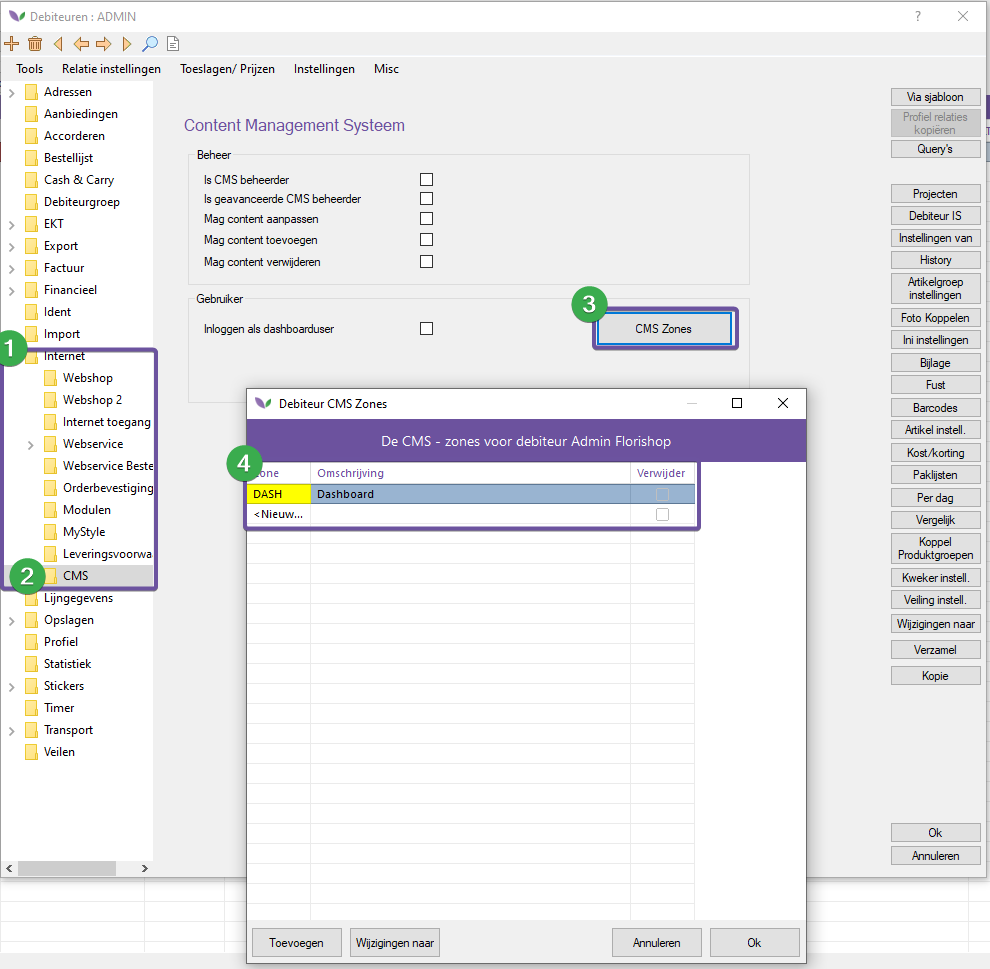 Debiteuren : ADMIN
?
Tools Relatie instellingen Toeslagen/ Prijzen Instellingen Misc
Adressen
Aanbiedingen
Accorderen
Bestellijst
Cash & Carry
Debiteurgroep
EKT
Export
Factuur
Financieel
Ident
Import
1
Internet
Webshop
Webshop 2
Internet toegang
Webservice
Webservice Beste
Orderbevestiging
Modulen
MyStyle
Leveringsvoorwa
2
CMS
Lijngegevens
Opslagen
Profiel
Statistiek
Stickers
Timer
Transport
Veilen
Content Management Systeem
Beheer
Is CMS beheerder
Is geavanceerde CMS beheerder
Mag content aanpassen
Mag content toevoegen
Mag content verwijderen
Gebruiker
Inloggen als dashboarduser
3
CMS Zones
Debiteur CMS Zones
De CMS - zones voor debiteur Admin Florishop
4
one Omschrijving Verwijder
DASH Dashboard
<Nieuw...
Toevoegen Wijzigingen naar Annuleren Ok
Via sjabloon
Profiel relaties
kopiëren
Query's
Projecten
Debiteur IS
Instellingen van
History
Artikelgroep
instellingen
Foto Koppelen
Ini instellingen
Bijlage
Fust
Barcodes
Artikel instell.
Kost/korting
Paklijsten
Per dag
Vergelijk
Koppel
Produktgroepen
Kweker instell.
Veiling instell.
Wijzigingen naar
Verzamel
Kopie
Ok
Annuleren